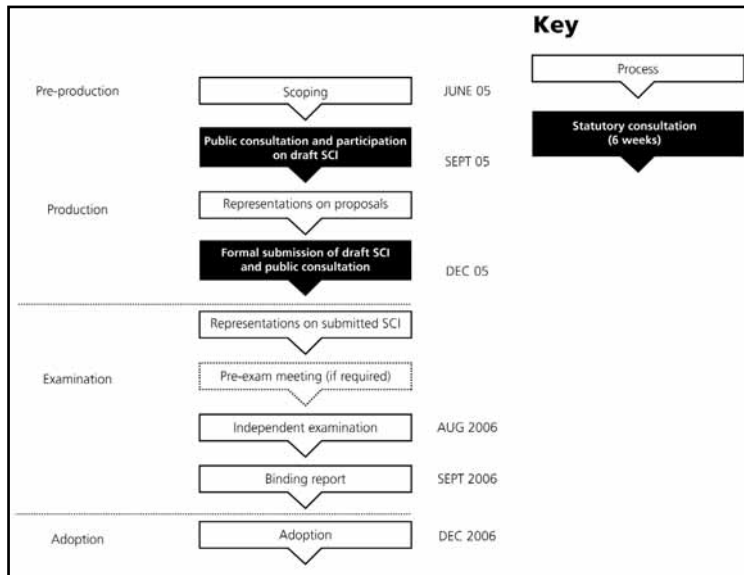 Key
Process
Statutory consultation
(6 weeks)
Pre-production
Scoping
JUNE 05
Public consultation and participation
on draft SCI
SEPT 05
Production
Representations on proposals
Formal submission of draft SCI
and public consultation
DEC 05
Representations on submitted SCI
Examination
Pre-exam meeting (if required)
Independent examination
AUG 2006
Binding report
SEPT 2006
Adoption
Adoption
DEC 2006